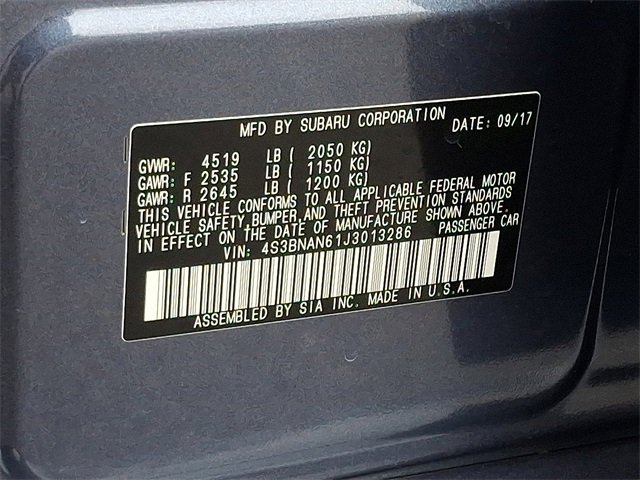 MFD BY SUBARU CORPORATION DATE: 09/17
GVWR: 4519 LB ( 2050 KG)
GAWR: F 2535 LB ( 1150 KG)
GAWR: R 2645 LB ( 1200 KG)
THIS VEHICLE CONFORMS TO ALL APPLICABLE FEDERAL MOTOR
VEHICLE SAFETY, BUMPER, AND THEFT PREVENTION STANDARDS
IN EFFECT ON THE DATE OF MANUFACTURE SHOWN ABOVE.
VIN: 4S3BNAN61J3013286 PASSENGER CAR
ASSEMBLED BY SIA INC. MADE IN U.S.A.